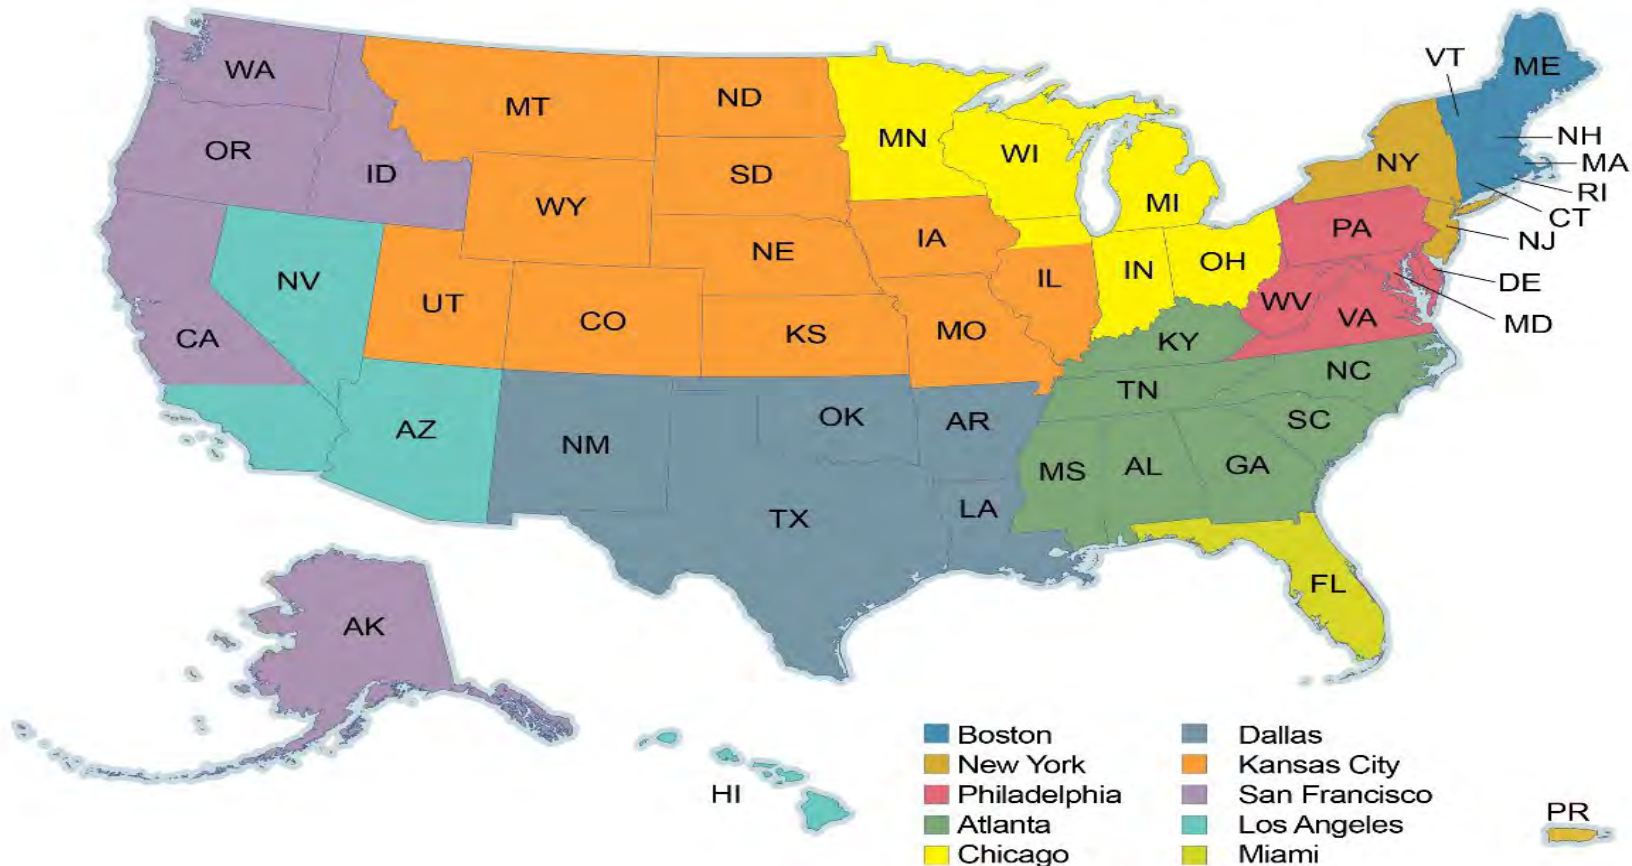 VT
ME
WA
MT
ND
MN
NH
OR
ID
SD
WI
NY
MA
RI
WY
MI
CT
IA
PA
NJ
NE
NV
UT
IL
IN
OH
DE
CO
WV
MD
CA
KS
MO
VA
KY
NC
TN
AZ
OK
AR
SC
NM
MS
AL
GA
TX
LA
FL
AK
HI
PR
Boston
New York
Philadelphia
Atlanta
Chicago
Dallas
Kansas City
San Francisco
Los Angeles
Miami